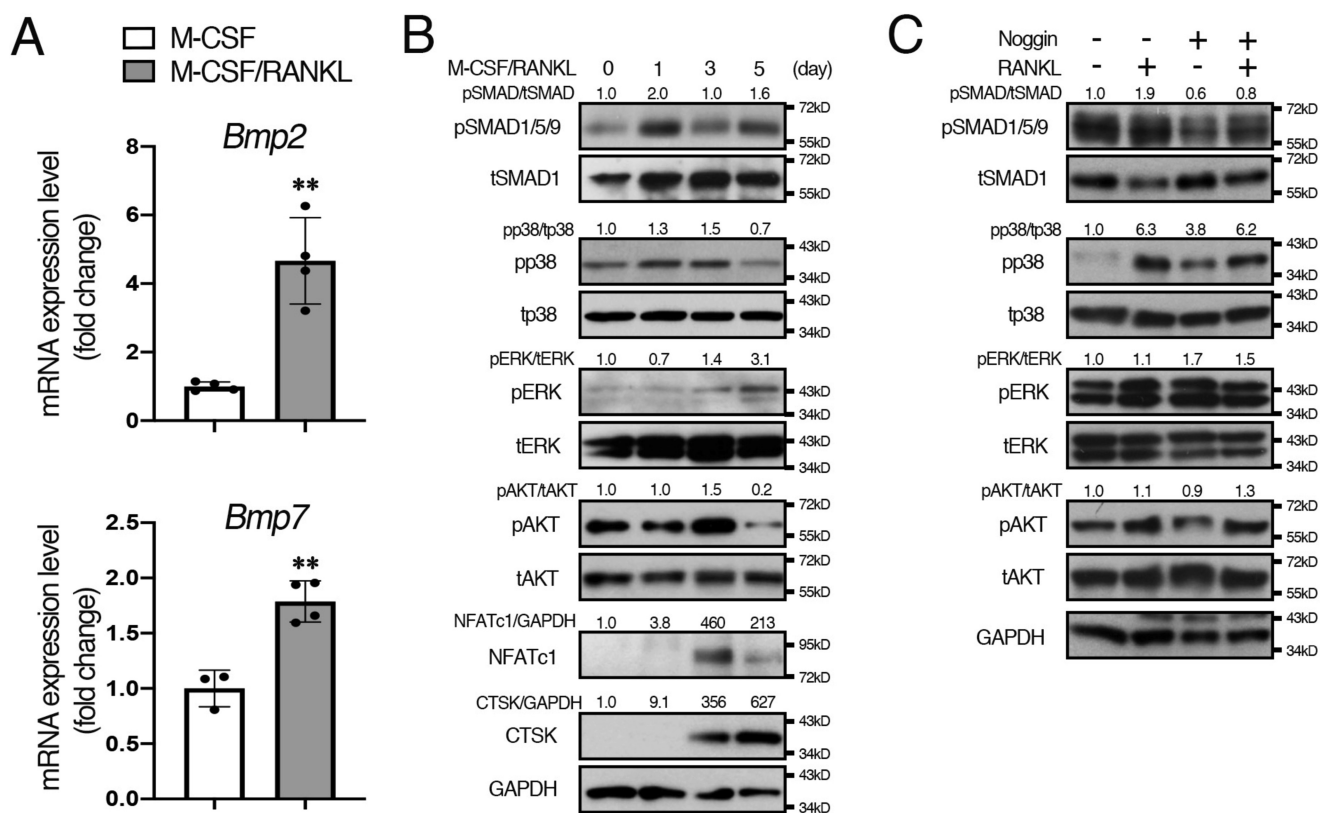 A
M-CSF
M-CSF/RANKL
Bmp2
mRNA expression level
(fold change)
8
6
4
2
0
**
Bmp7
mRNA expression level
(fold change)
2.5
2.0
1.5
1.0
0.5
0.0
**
B
M-CSF/RANKL 0 1 3 5 (day)
pSMAD/tSMAD 1.0 2.0 1.0 1.6
72kD
pSMAD1/5/9
55kD
72kD
tSMAD1
55kD
pp38/tp38 1.0 1.3 1.5 0.7
43kD
pp38
34kD
43kD
tp38
34kD
pERK/tERK 1.0 0.7 1.4 3.1
pERK 43kD
34kD
tERK 43kD
34kD
pAKT/tAKT 1.0 1.0 1.5 0.2
72kD
pAKT
55kD
72kD
tAKT
55kD
NFATc1/GAPDH 1.0 3.8 460 213
95kD
NFATc1
72kD
CTSK/GAPDH 1.0 9.1 356 627
43kD
CTSK
34kD
43kD
GAPDH
34kD
C
Noggin - - + +
RANKL - + - +
pSMAD/tSMAD 1.0 1.9 0.6 0.8
72kD
pSMAD1/5/9
55kD
72kD
tSMAD1
55kD
pp38/tp38 1.0 6.3 3.8 6.2
43kD
pp38
34kD
43kD
tp38
34kD
pERK/tERK 1.0 1.1 1.7 1.5
pERK 43kD
34kD
tERK 43kD
34kD
pAKT/tAKT 1.0 1.1 0.9 1.3
72kD
pAKT
55kD
72kD
tAKT
55kD
43kD
GAPDH
34kD